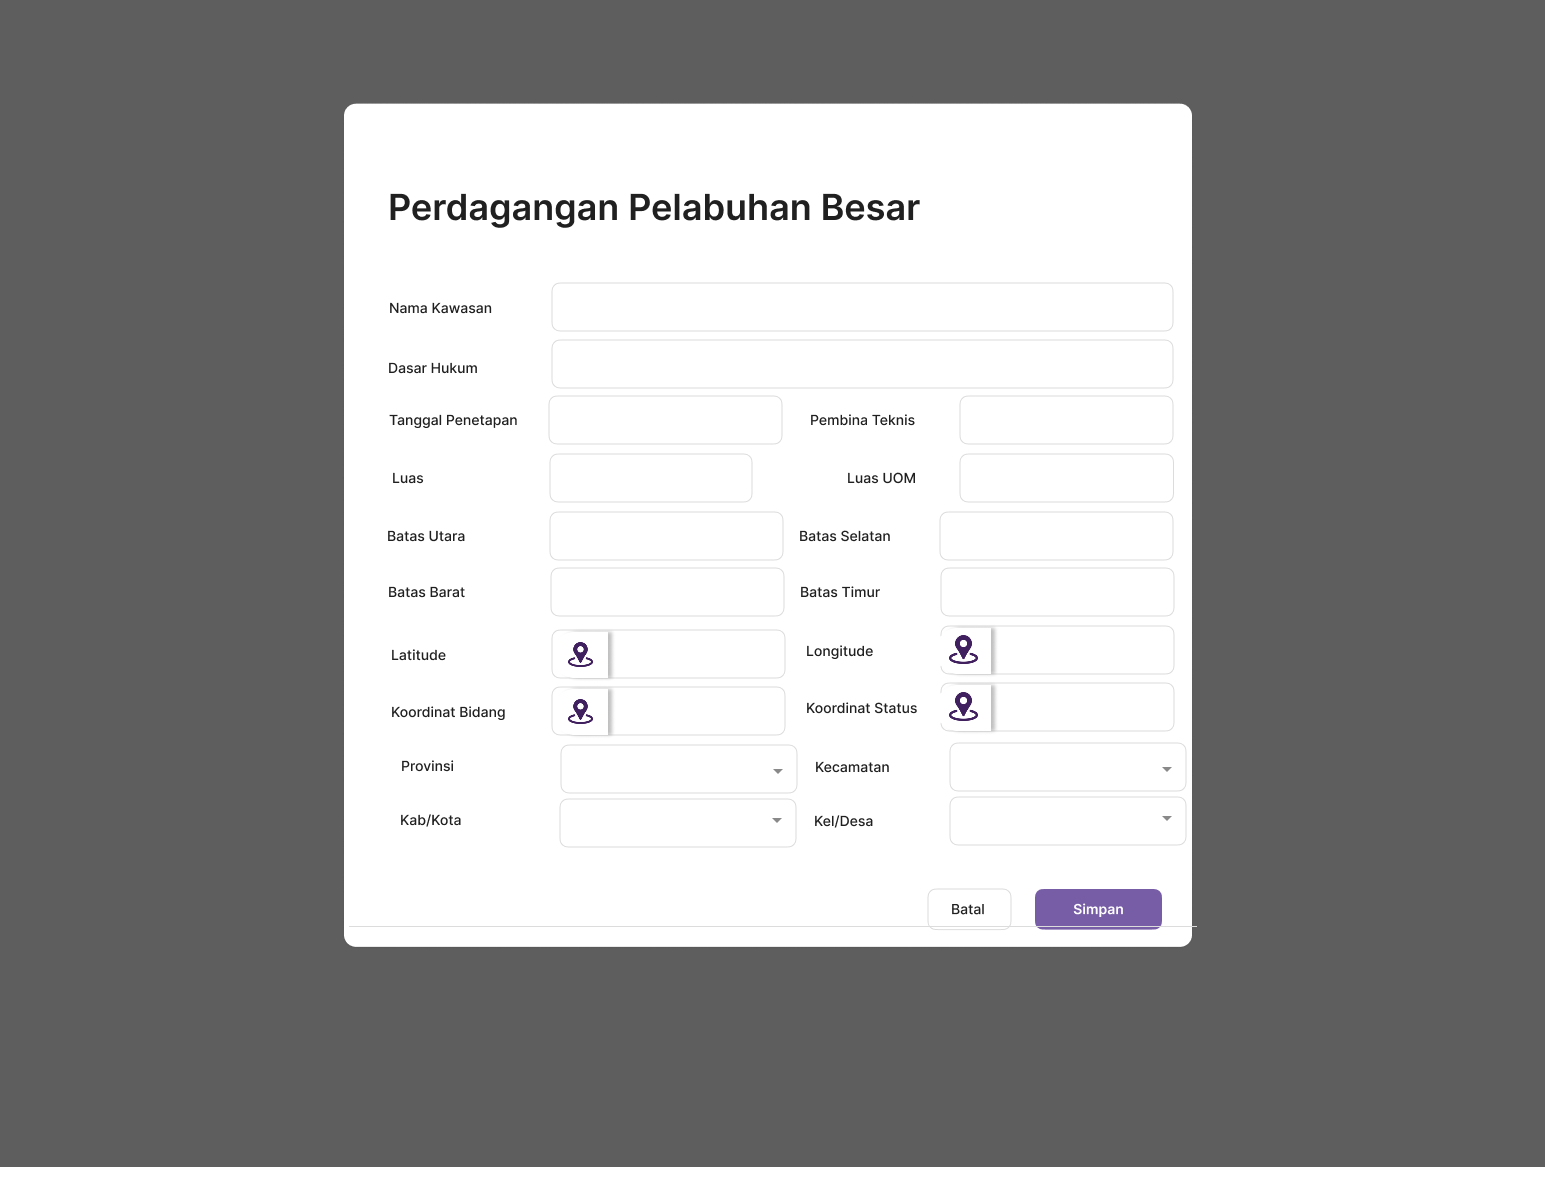 Perdagangan Pelabuhan Besar
Nama Kawasan
Dasar Hukum
Tanggal Penetapan
Pembina Teknis
Luas
Luas UOM
Batas Utara
Batas Selatan
Batas Barat
Batas Timur
Latitude
Longitude
Koordinat Bidang
Koordinat Status
Provinsi
Kecamatan
Kab/Kota
Kel/Desa
Batal
Simpan